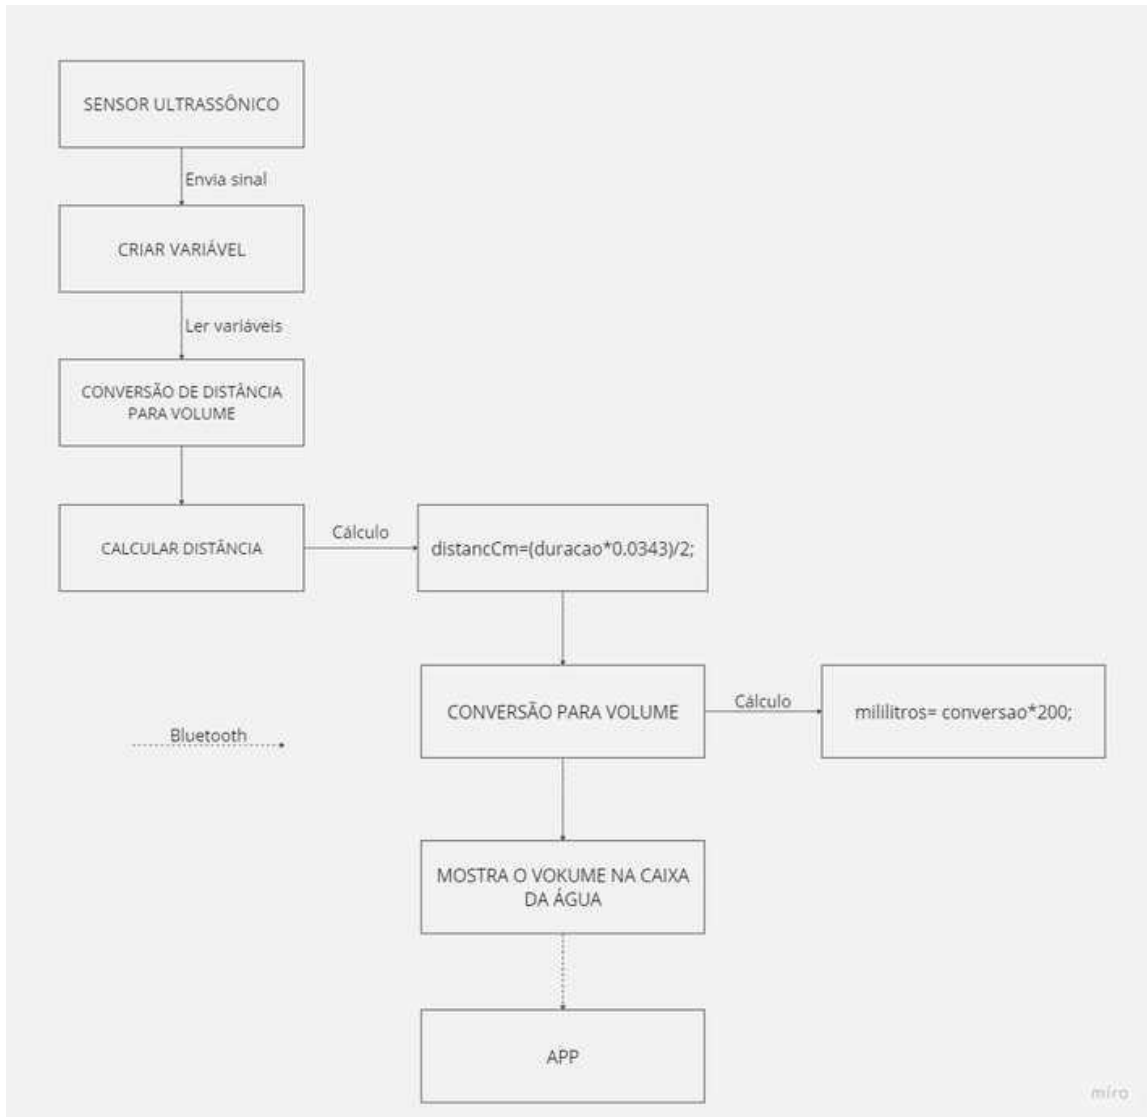 SENSOR ULTRASSÔNICO
Envia sinal
CRIAR VARIÁVEL
Ler variáveis
CONVERSÃO DE DISTÂNCIA
PARA VOLUME
CALCULAR DISTÂNCIA
Cálculo
distancCm=(duracao*0.0343)/2;
CONVERSÃO PARA VOLUME
Cálculo
mililitros= conversao*200;
Bluetooth
MOSTRA O VOKUME NA CAIXA
DA ÁGUA
APP
miro